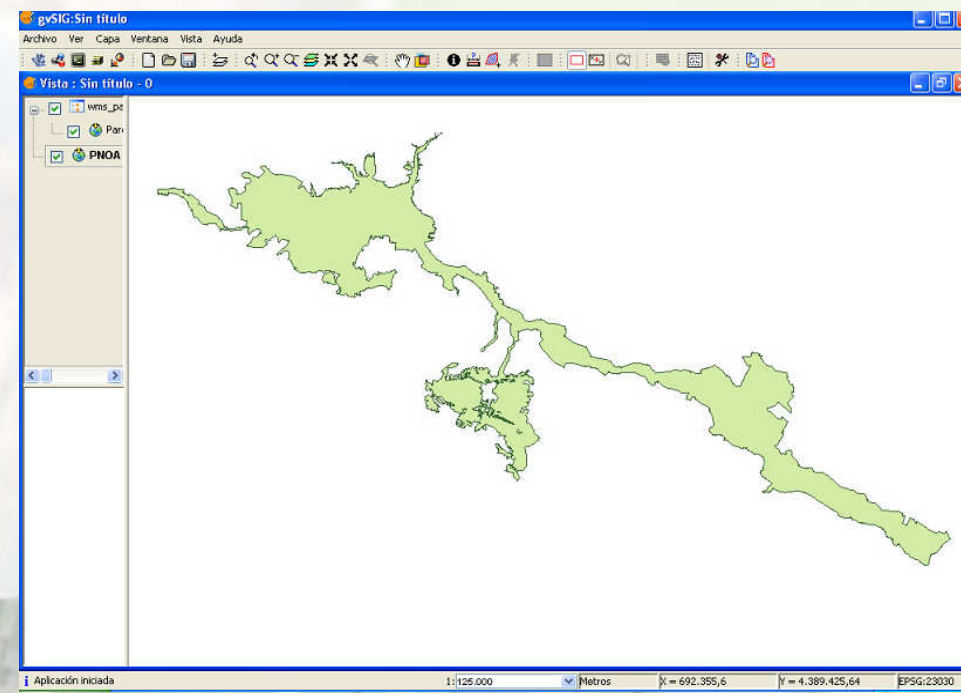 gvSIG:Sin título
Archivo Ver Capa Ventana Vista Ayuda
Vista : Sin título - 0
wms_pa
Par
PNOA
Aplicación iniciada 1: 125.000 Metros X = 692.355,6 Y = 4.389.425,64 EPSG:23030